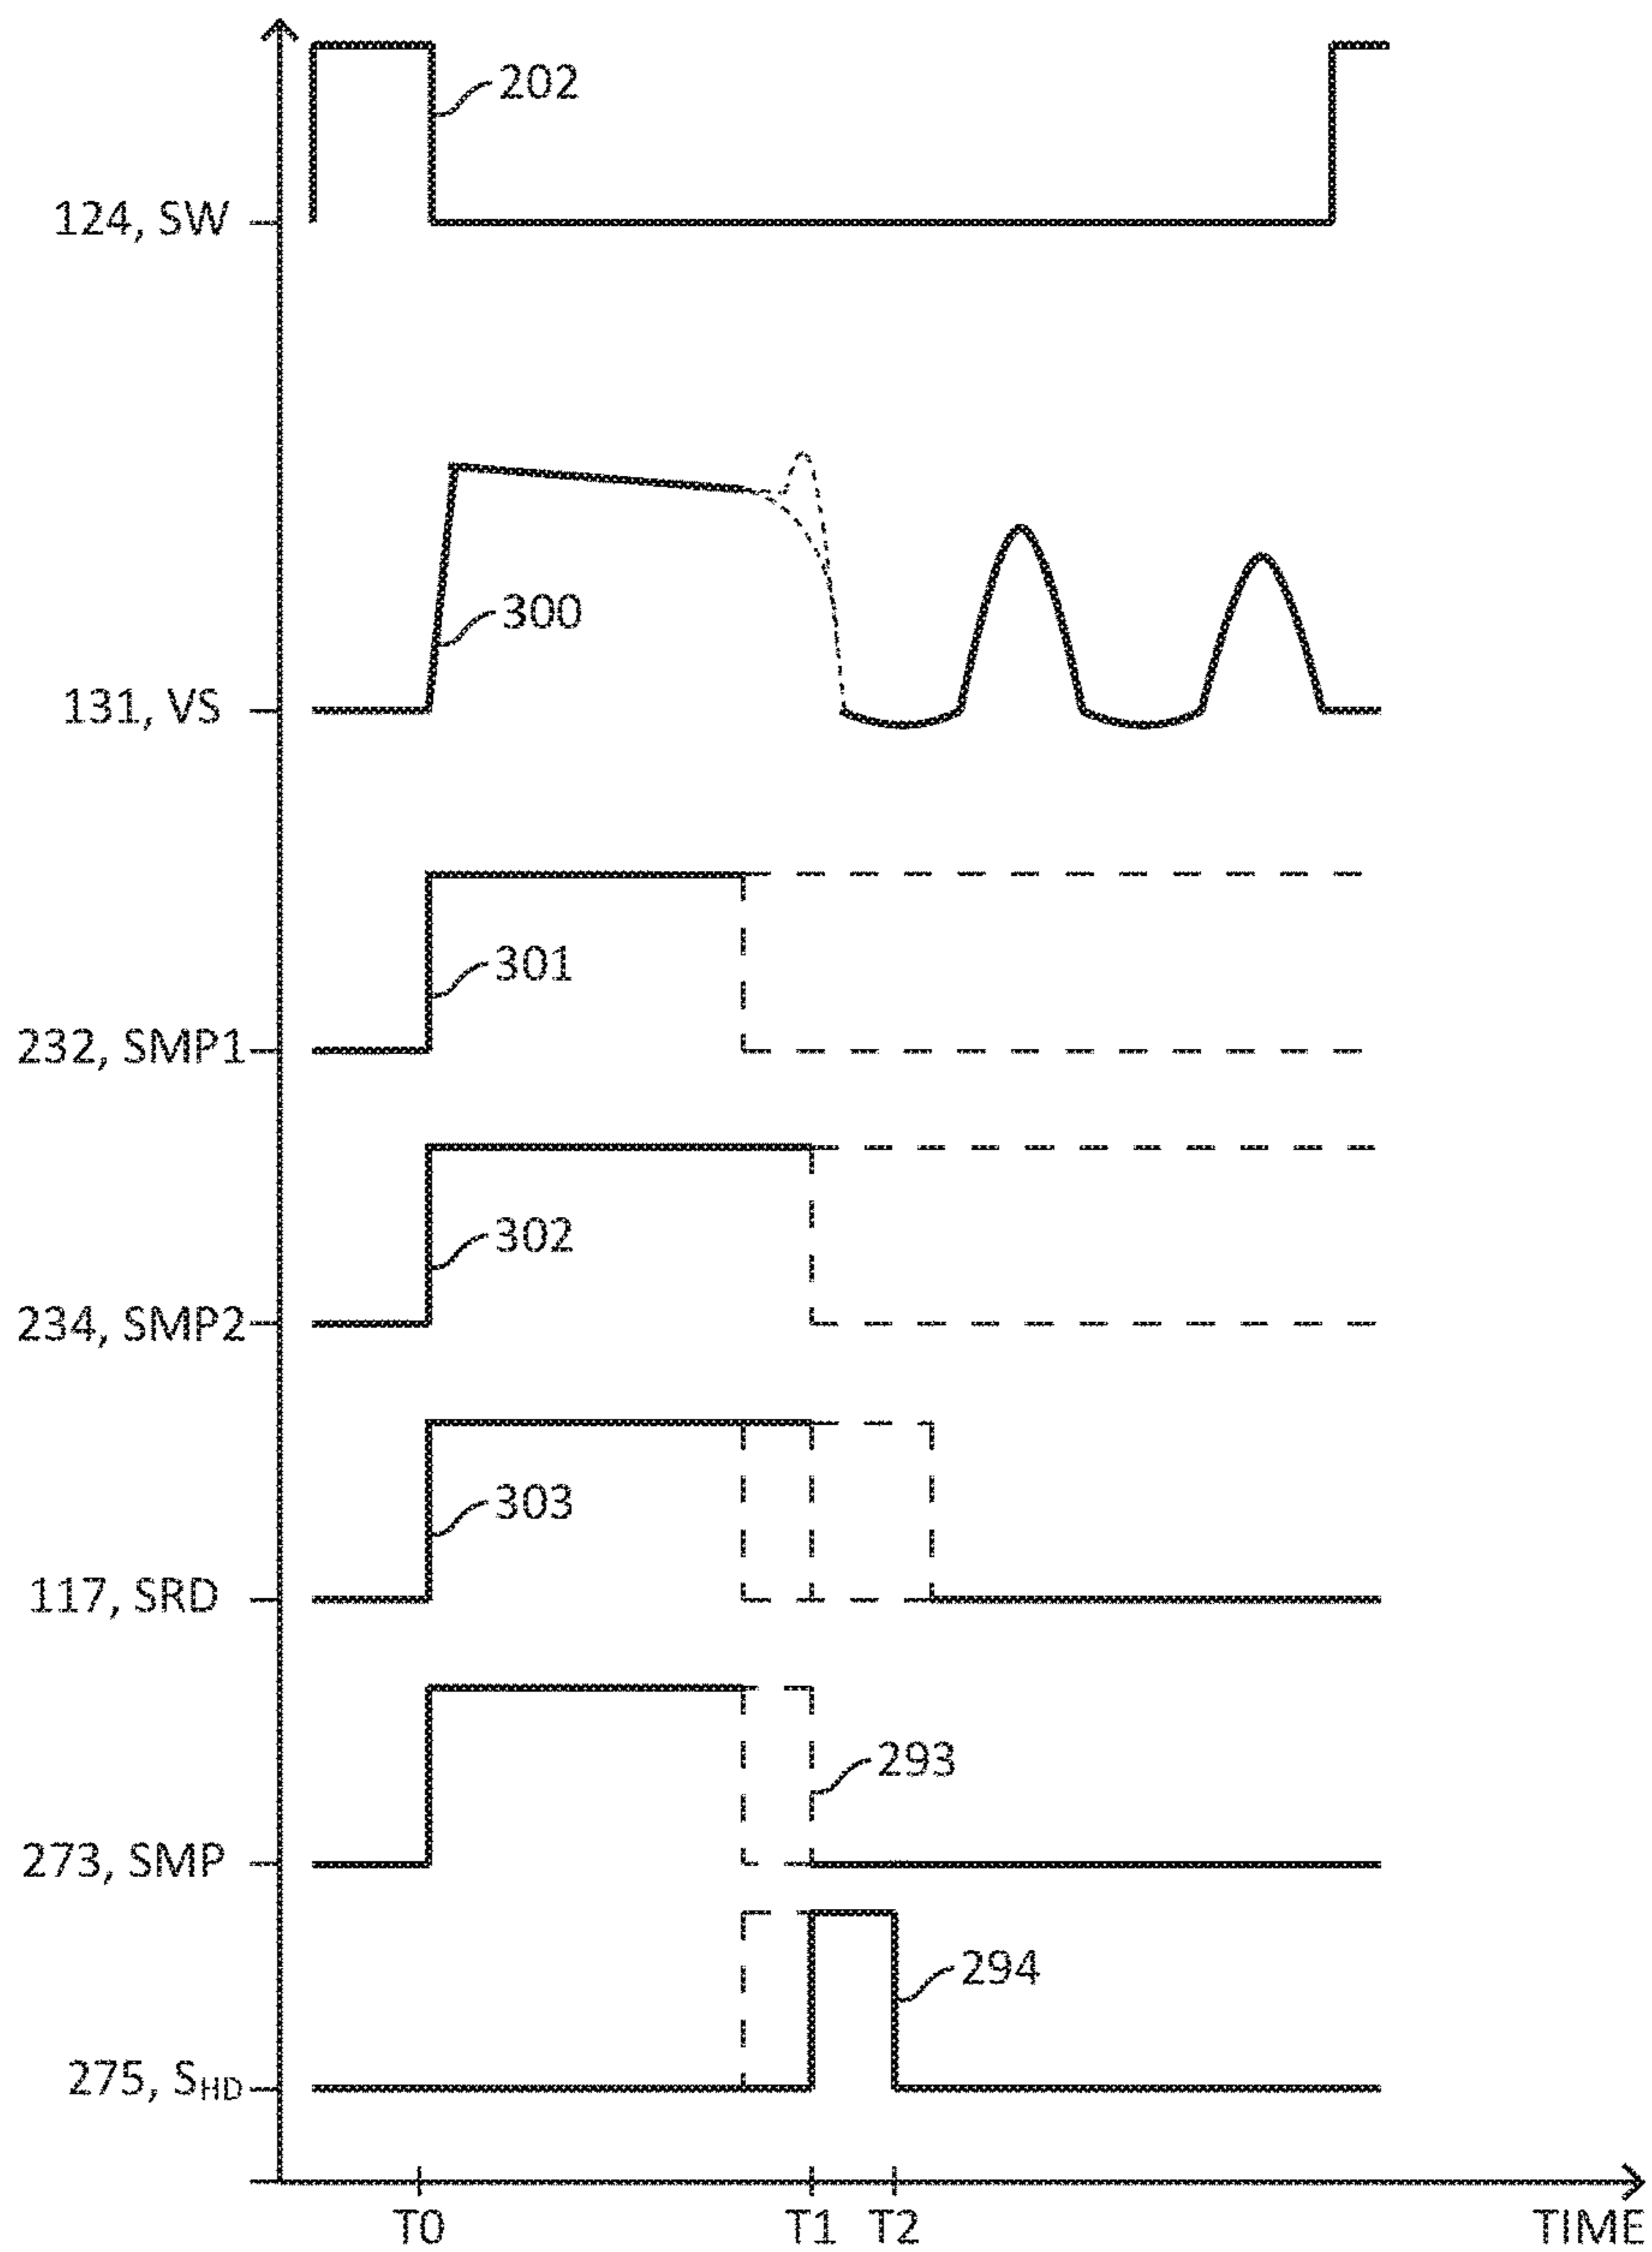 202
124, SW
300
131, VS
301
232, SMP1
302
234, SMP2
303
117, SRD
293
273, SMP
294
275, SHD
T0 T1 T2 TIME